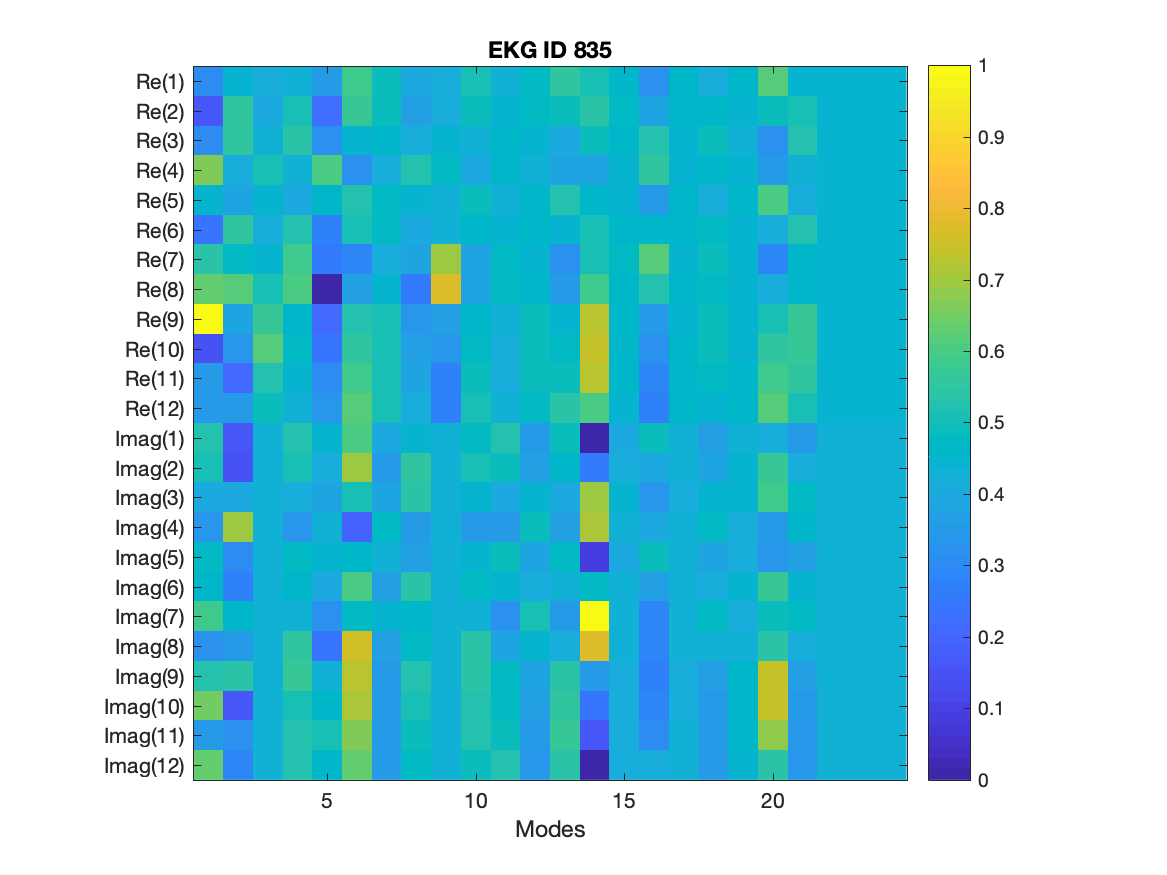 EKG ID 835
Re(1)
Re(2)
Re(3)
Re(4)
Re(5)
Re(6)
Re(7)
Re(8)
Re(9)
Re(10)
Re(11)
Re(12)
Imag(1)
Imag(2)
Imag(3)
Imag(4)
Imag(5)
Imag(6)
Imag(7)
Imag(8)
Imag(9)
Imag(10)
Imag(11)
Imag(12)
5 10 15 20
Modes
1
0.9
0.8
0.7
0.6
0.5
0.4
0.3
0.2
0.1
0